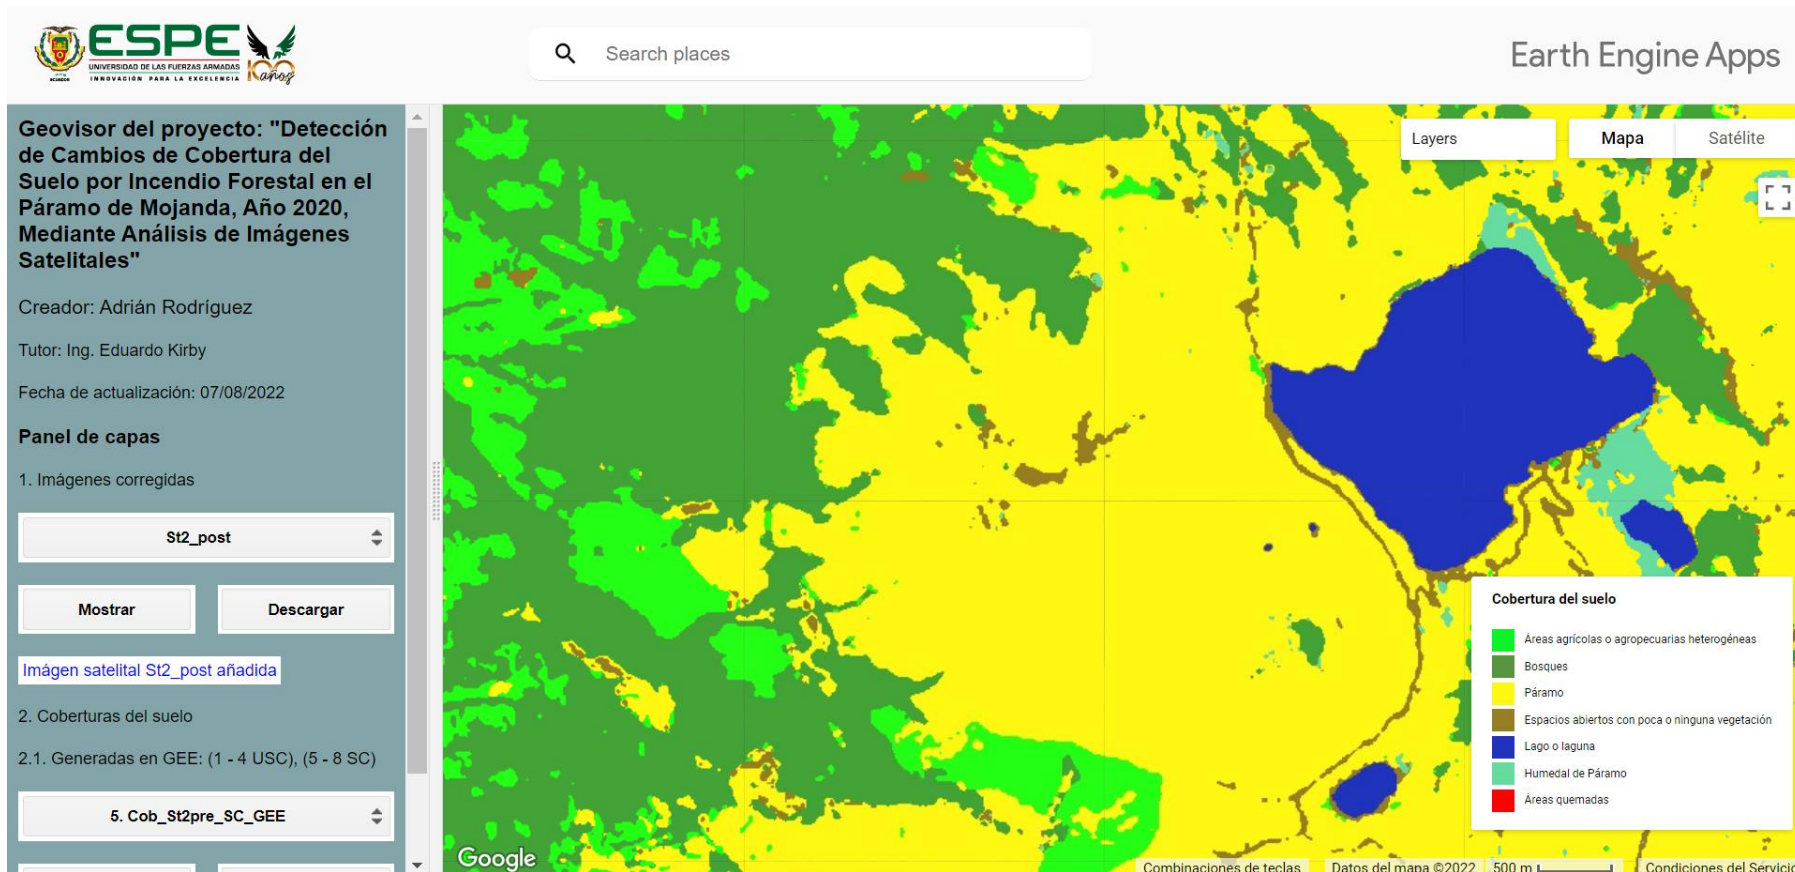 ESPE
UNIVERSIDAD DE LAS FUERZAS ARMADAS
INNOVACIÓN PARA LA EXCELENCIA
ECUADOR
100 años
Search places
Earth Engine Apps
Geovisor del proyecto: "Detección
de Cambios de Cobertura del
Suelo por Incendio Forestal en el
Páramo de Mojanda, Año 2020,
Mediante Análisis de Imágenes
Satelitales"
Creador: Adrián Rodríguez
Tutor: Ing. Eduardo Kirby
Fecha de actualización: 07/08/2022
Panel de capas
1. Imágenes corregidas
St2_post
Mostrar
Descargar
Imágen satelital St2_post añadida
2. Coberturas del suelo
2.1. Generadas en GEE: (1 - 4 USC), (5 - 8 SC)
5. Cob_St2pre_SC_GEE
Layers
Mapa
Satélite
Cobertura del suelo
Áreas agrícolas o agropecuarias heterogéneas
Bosques
Páramo
Espacios abiertos con poca o ninguna vegetación
Lago o laguna
Humedal de Páramo
Áreas quemadas
Google
Combinaciones de teclas
Datos del mapa ©2022
500 m
Condiciones del Servicio